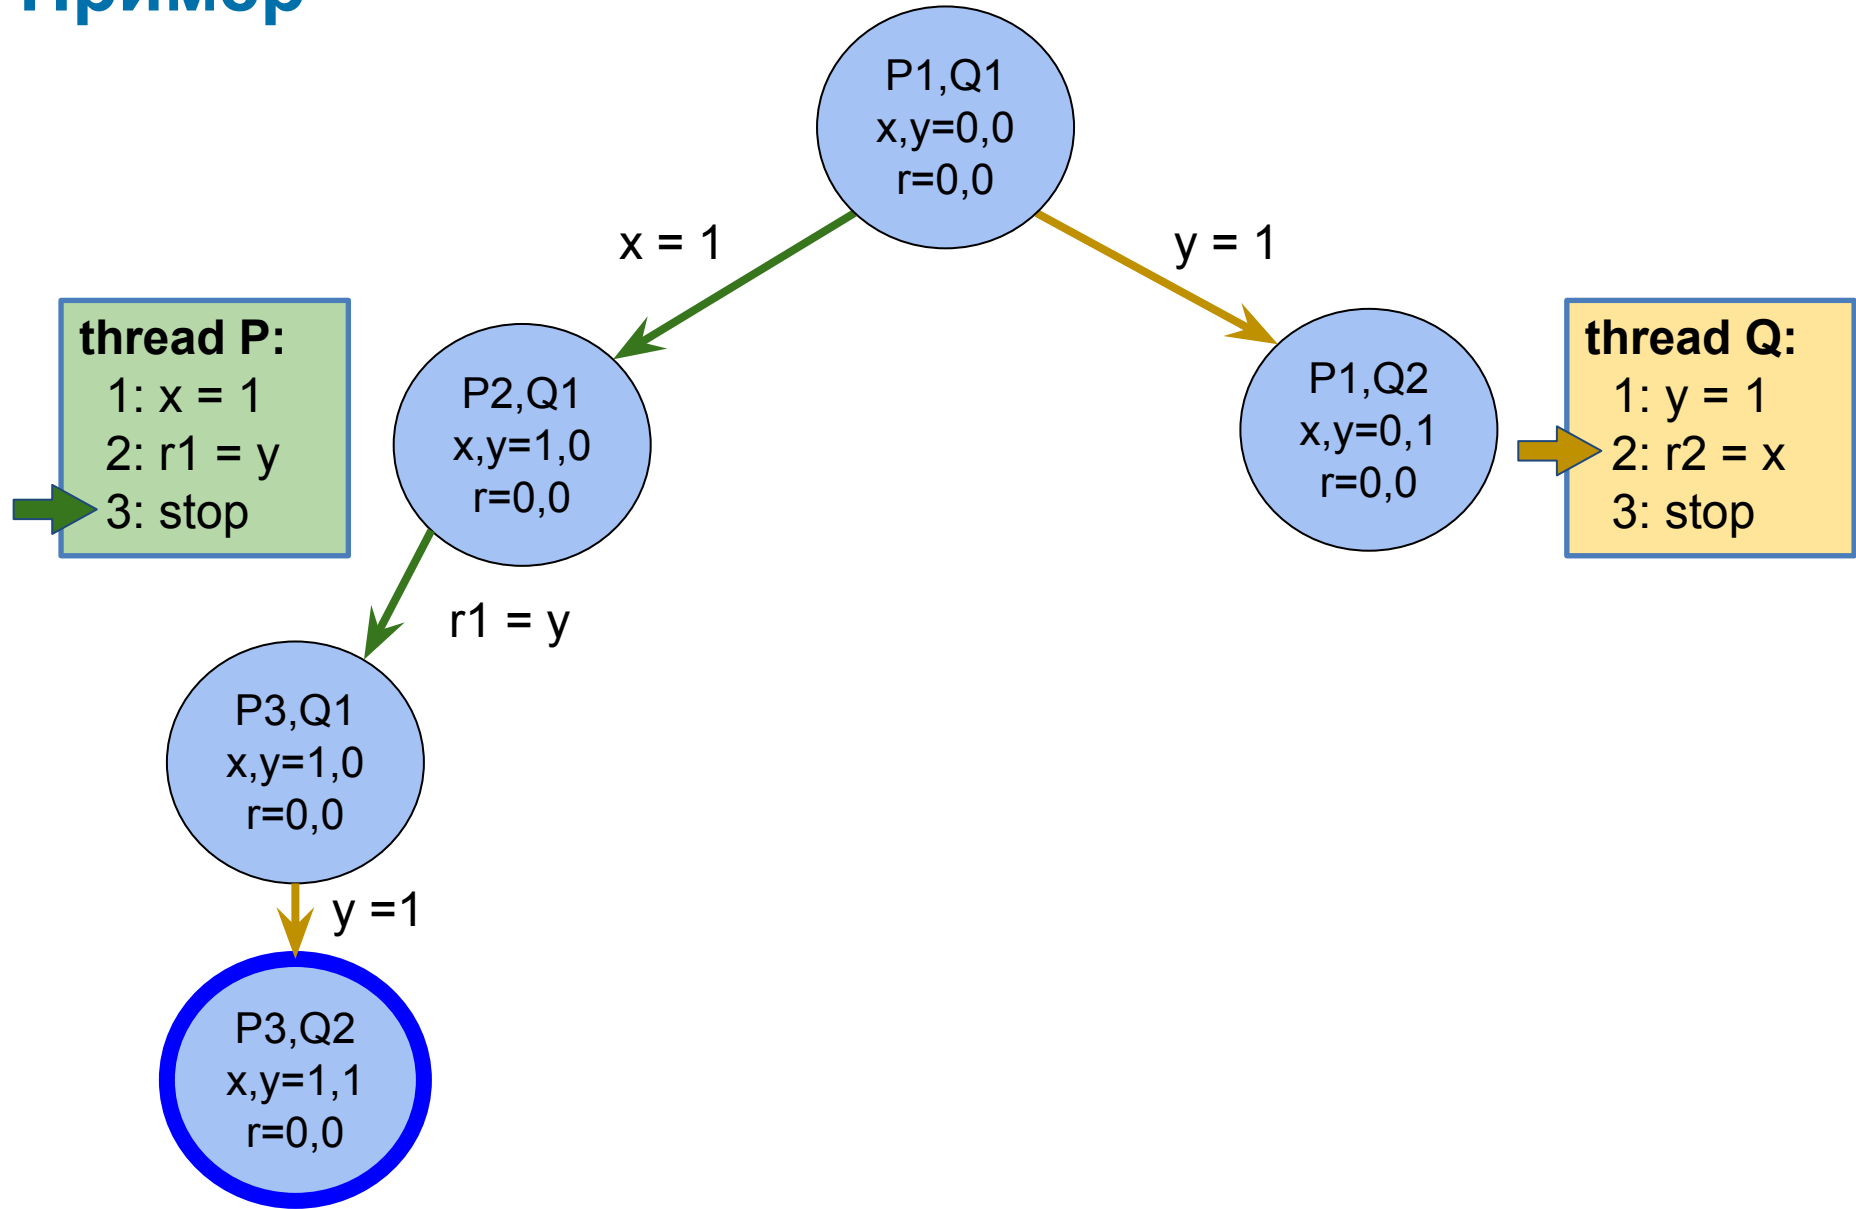 Пример
P1,Q1
x,y=0,0
r=0,0
x = 1
y = 1
thread P:
1: x = 1
2: r1 = y
3: stop
P2,Q1
x,y=1,0
r=0,0
P1,Q2
x,y=0,1
r=0,0
thread Q:
1: y = 1
2: r2 = x
3: stop
r1 = y
P3,Q1
x,y=1,0
r=0,0
y =1
P3,Q2
x,y=1,1
r=0,0